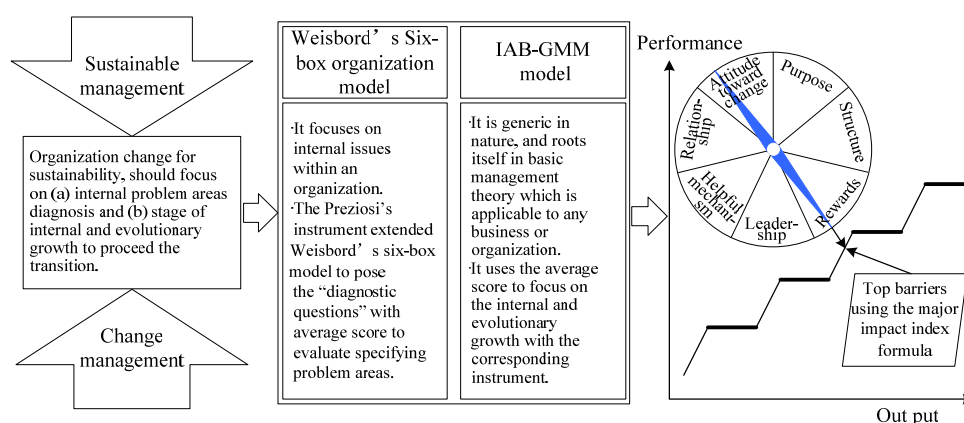 Sustainable
management
Organization change for
sustainability, should focus
on (a) internal problem areas
diagnosis and (b) stage of
internal and evolutionary
growth to proceed the
transition.
Change
management
Weisbord’s Six-
box organization
model
·It focuses on
internal issues
within an
organization.
·The Preziosi’s
instrument extended
Weisbord’s six-box
model to pose
the “diagnostic
questions” with
average score to
evaluate specifying
problem areas.
IAB-GMM
model
·It is generic in
nature, and roots
itself in basic
management
theory which is
applicable to any
business or
organization.
·It uses the average
score to focus on
the internal and
evolutionary
growth with the
corresponding
instrument.
Performance
Attitude
toward
change
Purpose
Structure
Rewards
Leader-
ship
Helpful
mechani-
sm
Relation-
ship
Top barriers
using the major
impact index
formula
Out put